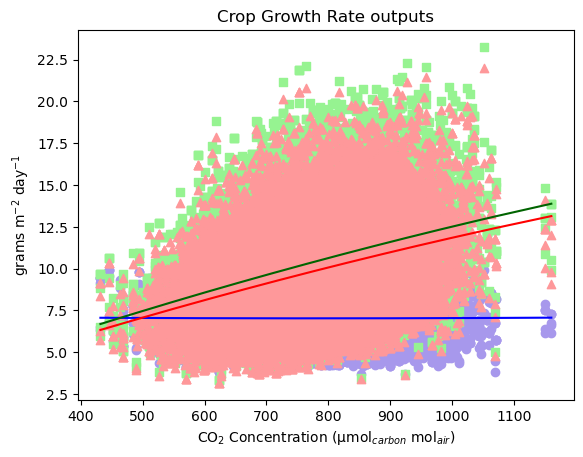 Crop Growth Rate outputs
grams m⁻² day⁻¹
22.5
20.0
17.5
15.0
12.5
10.0
7.5
5.0
2.5
400 500 600 700 800 900 1000 1100
CO₂ Concentration (μmol_carbon mol_air)